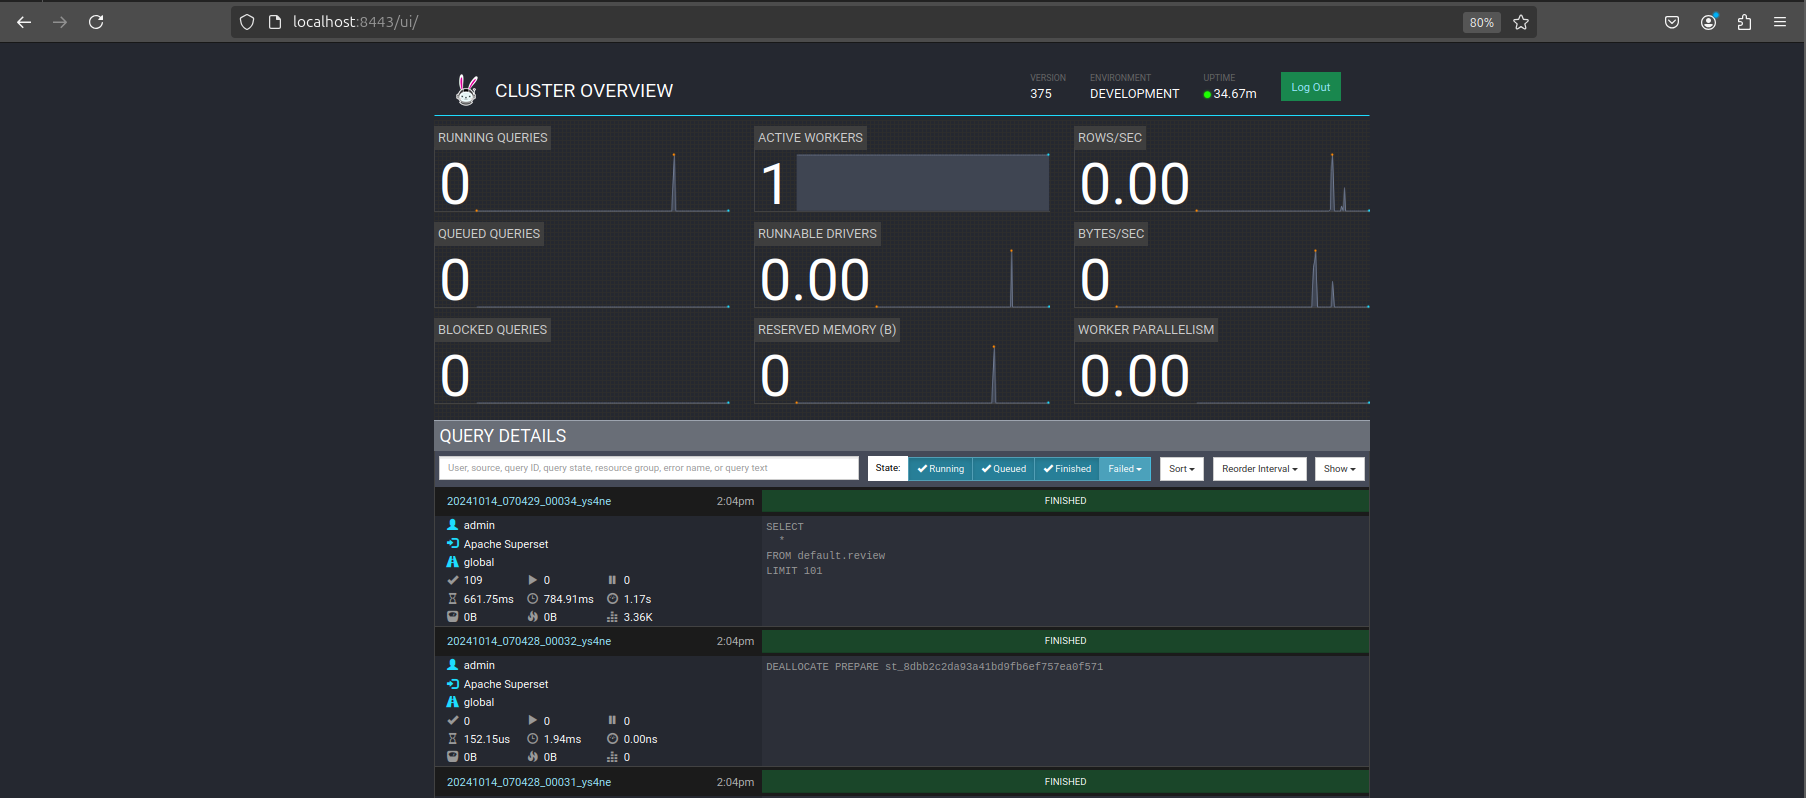 localhost:8443/ui/
80%
CLUSTER OVERVIEW
VERSION
375
ENVIRONMENT
DEVELOPMENT
UPTIME
34.67m
Log Out
RUNNING QUERIES
0
ACTIVE WORKERS
1
ROWS/SEC
0.00
QUEUED QUERIES
0
RUNNABLE DRIVERS
0.00
BYTES/SEC
0
BLOCKED QUERIES
0
RESERVED MEMORY (B)
0
WORKER PARALLELISM
0.00
QUERY DETAILS
User, source, query ID, query state, resource group, error name, or query text
State:
Running
Queued
Finished
Failed
Sort
Reorder Interval
Show
20241014_070429_00034_ys4ne 2:04pm
FINISHED
admin
Apache Superset
global
109 0 0
661.75ms 784.91ms 1.17s
0B 0B 3.36K
SELECT
*
FROM default.review
LIMIT 101
20241014_070428_00032_ys4ne 2:04pm
FINISHED
admin
Apache Superset
global
0 0 0
152.15us 1.94ms 0.00ns
0B 0B 0
DEALLOCATE PREPARE st_8dbb2c2da93a41bd9fb6ef757ea0f571
20241014_070428_00031_ys4ne 2:04pm
FINISHED